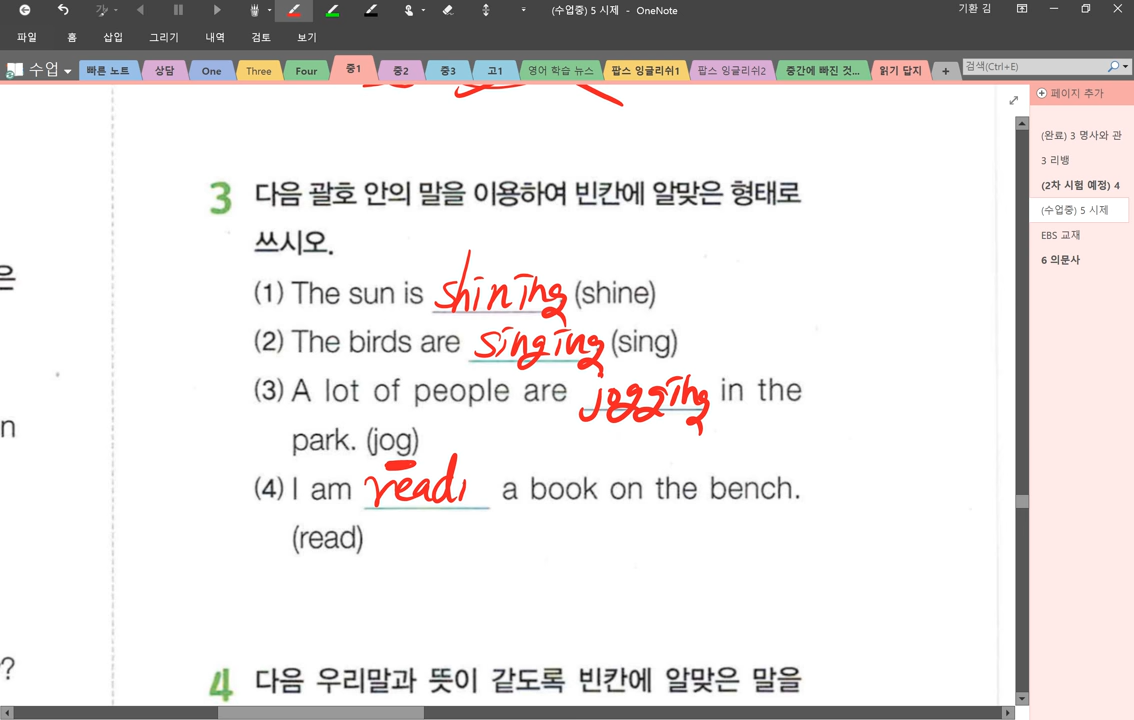 (수업중) 5 시제 - OneNote
기환 김
파일 홈 삽입 그리기 내역 검토 보기
수업 빠른 노트 상담 One Three Four 중1 중2 중3 고1 영어 학습 뉴스 팝스 잉글리쉬1 팝스 잉글리쉬2 중간에 빠진 것... 읽기 답지 + 검색(Ctrl+E)
페이지 추가
(완료) 3 명사와 관
3 리뱅
(2차 시험 예정) 4
(수업중) 5 시제
EBS 교재
6 의문사
은
n
?
3 다음 괄호 안의 말을 이용하여 빈칸에 알맞은 형태로
쓰시오.
(1) The sun is shining (shine)
(2) The birds are singing (sing)
(3) A lot of people are jogging in the
park. (jog)
(4) I am readi a book on the bench.
(read)
4 다음 우리말과 뜻이 같도록 빈칸에 알맞은 말을